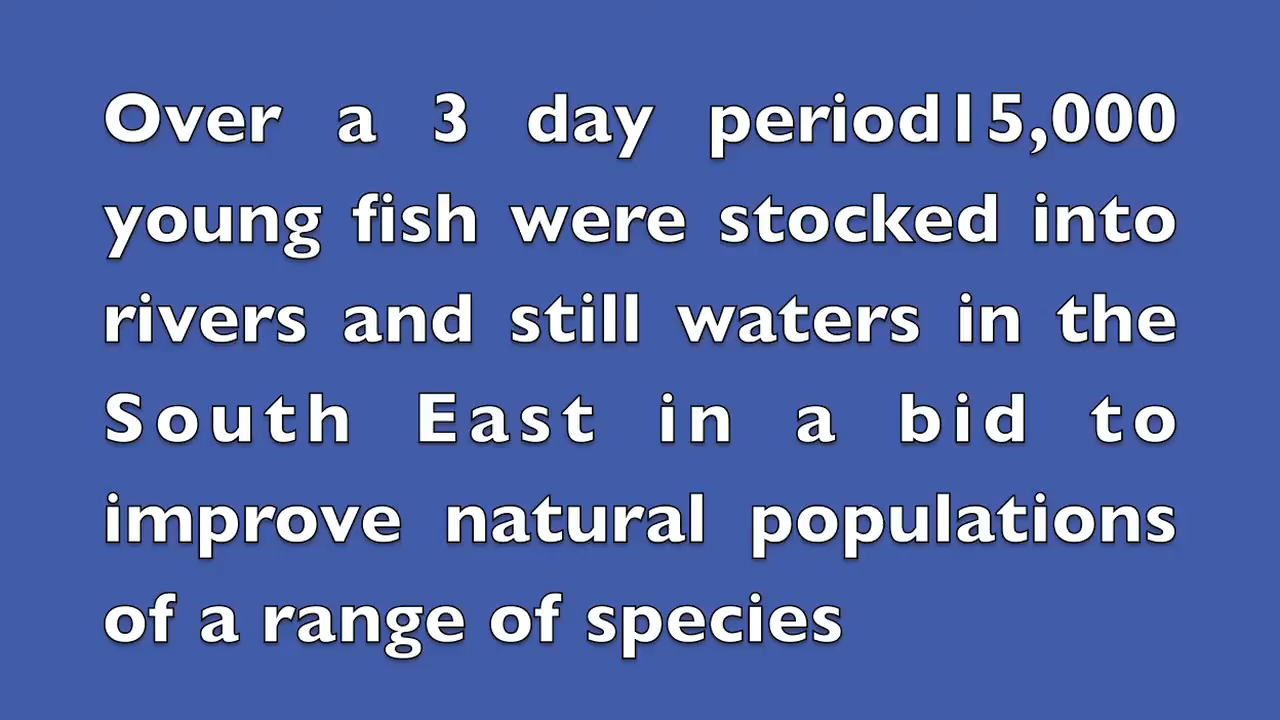 Over a 3 day period15,000
young fish were stocked into
rivers and still waters in the
South East in a bid to
improve natural populations
of a range of species